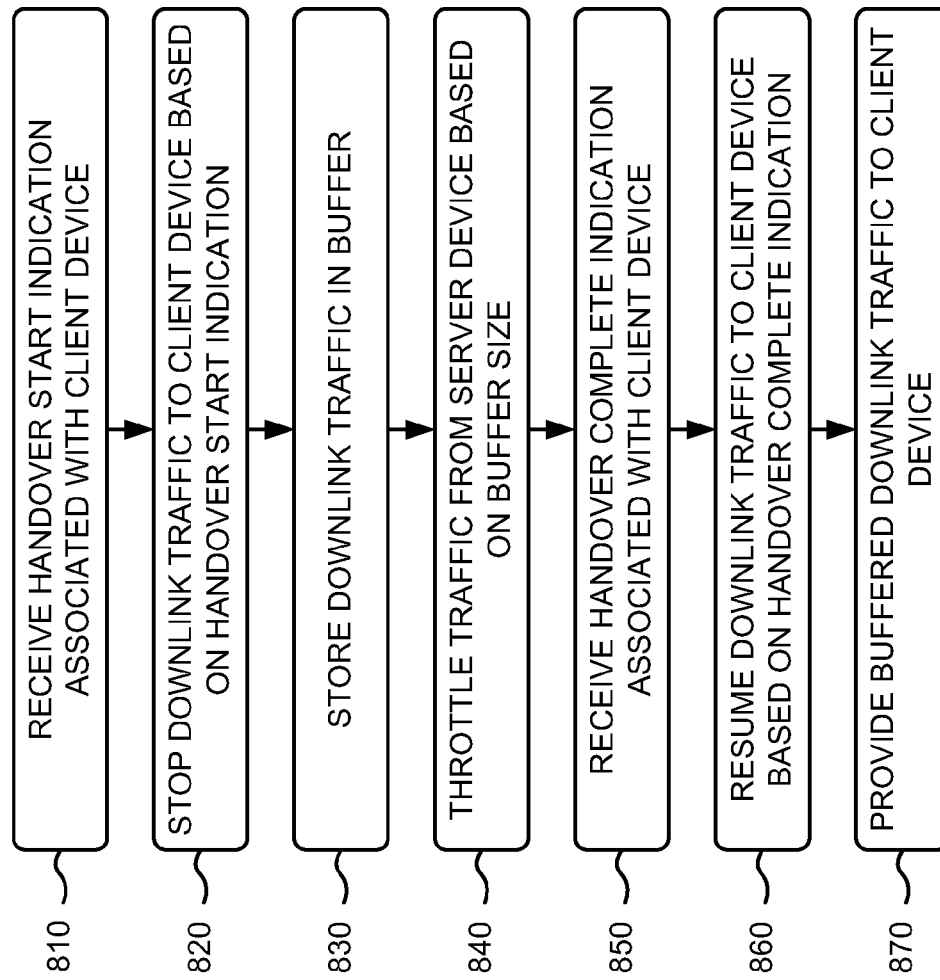 810
RECEIVE HANDOVER START INDICATION
ASSOCIATED WITH CLIENT DEVICE
820
STOP DOWNLINK TRAFFIC TO CLIENT DEVICE BASED
ON HANDOVER START INDICATION
830
STORE DOWNLINK TRAFFIC IN BUFFER
840
THROTTLE TRAFFIC FROM SERVER DEVICE BASED
ON BUFFER SIZE
850
RECEIVE HANDOVER COMPLETE INDICATION
ASSOCIATED WITH CLIENT DEVICE
860
RESUME DOWNLINK TRAFFIC TO CLIENT DEVICE
BASED ON HANDOVER COMPLETE INDICATION
870
PROVIDE BUFFERED DOWNLINK TRAFFIC TO CLIENT
DEVICE